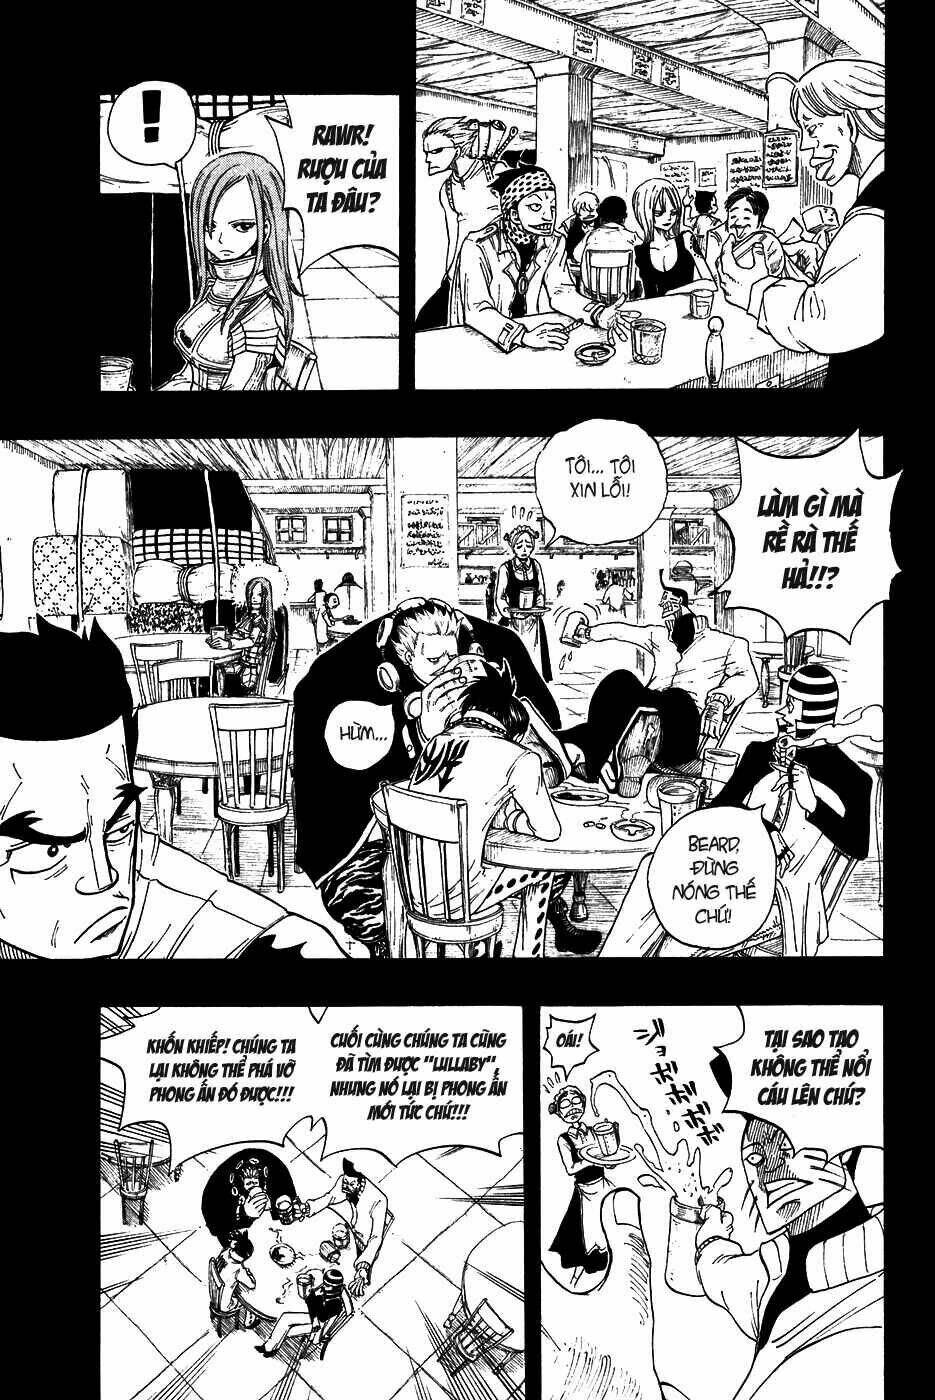 !
RAWR!
RƯỢU CỦA
TA ĐÂU?
TÔI... TÔI
XIN LỖI!
LÀM GÌ MÀ
RỀ RÀ THẾ
HẢ!!?
HỪM...
BEARD,
ĐỪNG
NÓNG THẾ
CHỨ!
KHỐN KHIẾP! CHÚNG TA
LẠI KHÔNG THỂ PHÁ VỠ
PHONG ẤN ĐÓ ĐƯỢC!!!
CUỐI CÙNG CHÚNG TA CŨNG
ĐÃ TÌM ĐƯỢC "LULLABY"
NHƯNG NÓ LẠI BỊ PHONG ẤN
MỚI TỨC CHÚ!!!
OÁI!
TẠI SAO TAO
KHÔNG THỂ NỔI
CÁU LÊN CHÚ?